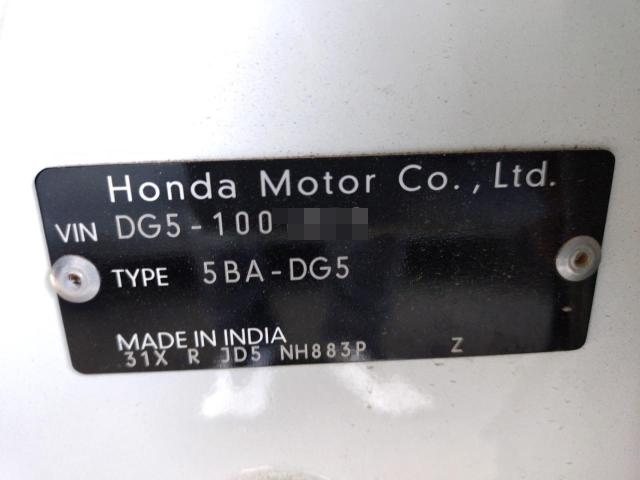 Honda Motor Co., Ltd.
VIN DG5-100
TYPE 5BA-DG5
MADE IN INDIA
31X R JD5 NH883P Z